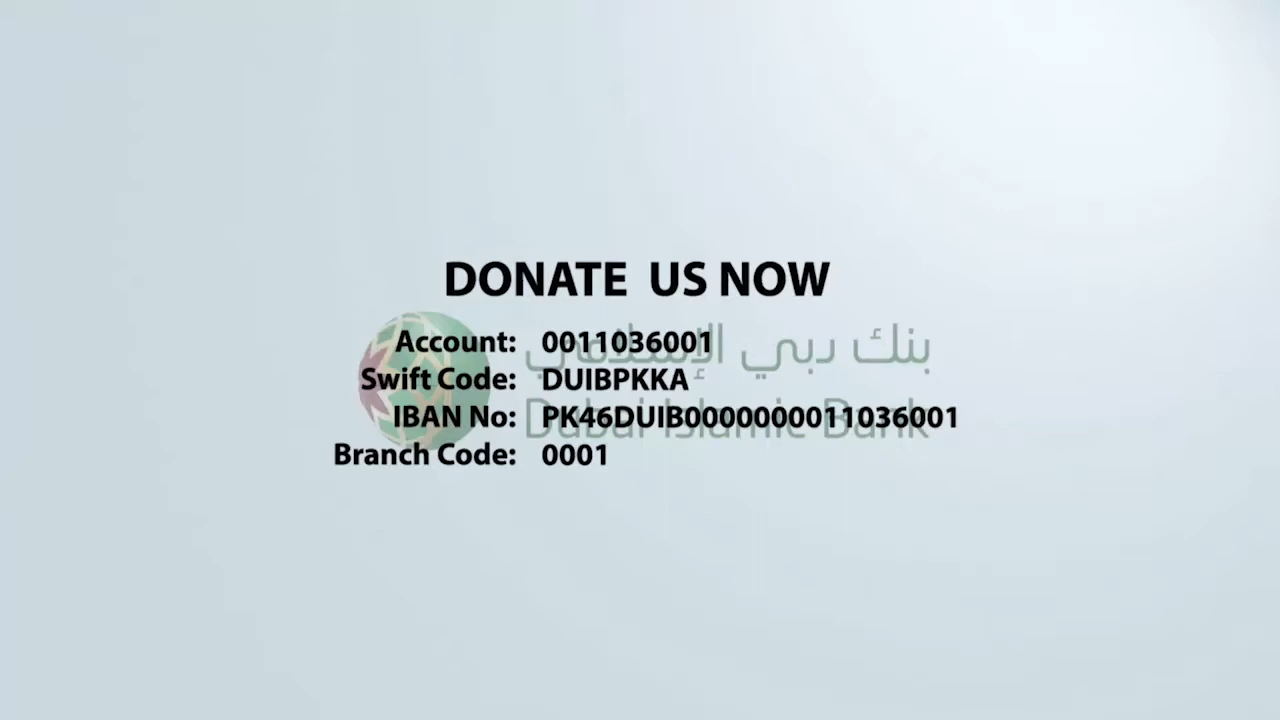 DONATE US NOW
Account: 0011036001
Swift Code: DUIBPKKA
IBAN No: PK46DUIB0000000011036001
Branch Code: 0001
بنك دبي الإسلامي
Dubai Islamic Bank